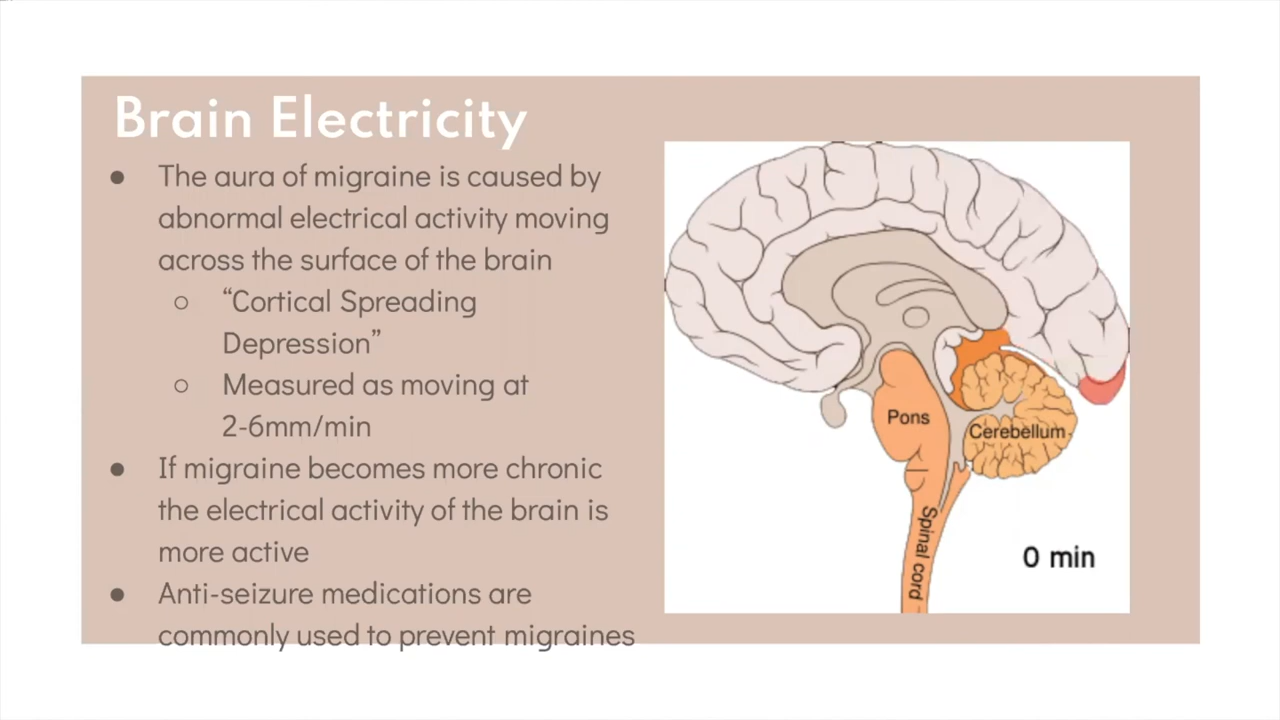 Brain Electricity
● The aura of migraine is caused by
abnormal electrical activity moving
across the surface of the brain
○ “Cortical Spreading
Depression”
○ Measured as moving at
2-6mm/min
● If migraine becomes more chronic
the electrical activity of the brain is
more active
● Anti-seizure medications are
commonly used to prevent migraines
Pons
Cerebellum
Spinal cord
0 min